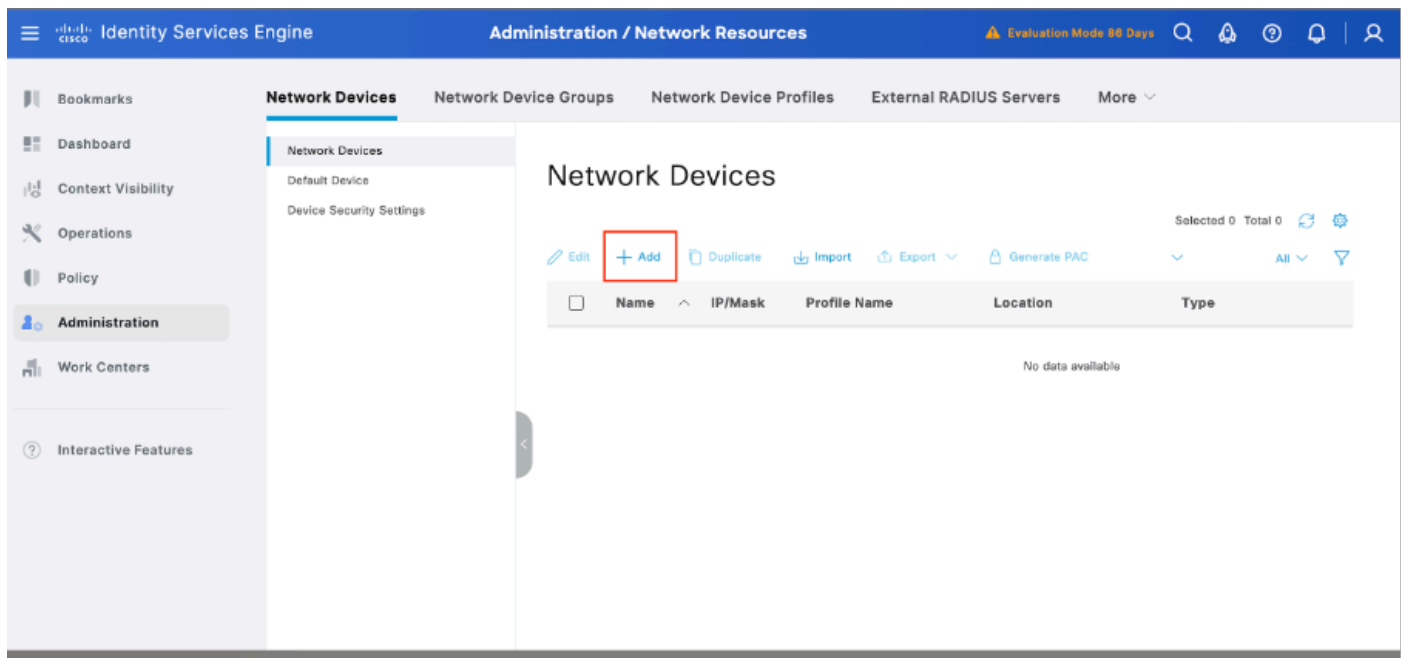 cisco Identity Services Engine Administration / Network Resources Evaluation Mode 86 Days
Bookmarks
Dashboard
Context Visibility
Operations
Policy
Administration
Work Centers
Interactive Features
Network Devices Network Device Groups Network Device Profiles External RADIUS Servers More
Network Devices
Default Device
Device Security Settings
Network Devices
Selected 0 Total 0
Edit Add Duplicate Import Export Generate PAC All
Name IP/Mask Profile Name Location Type
No data available